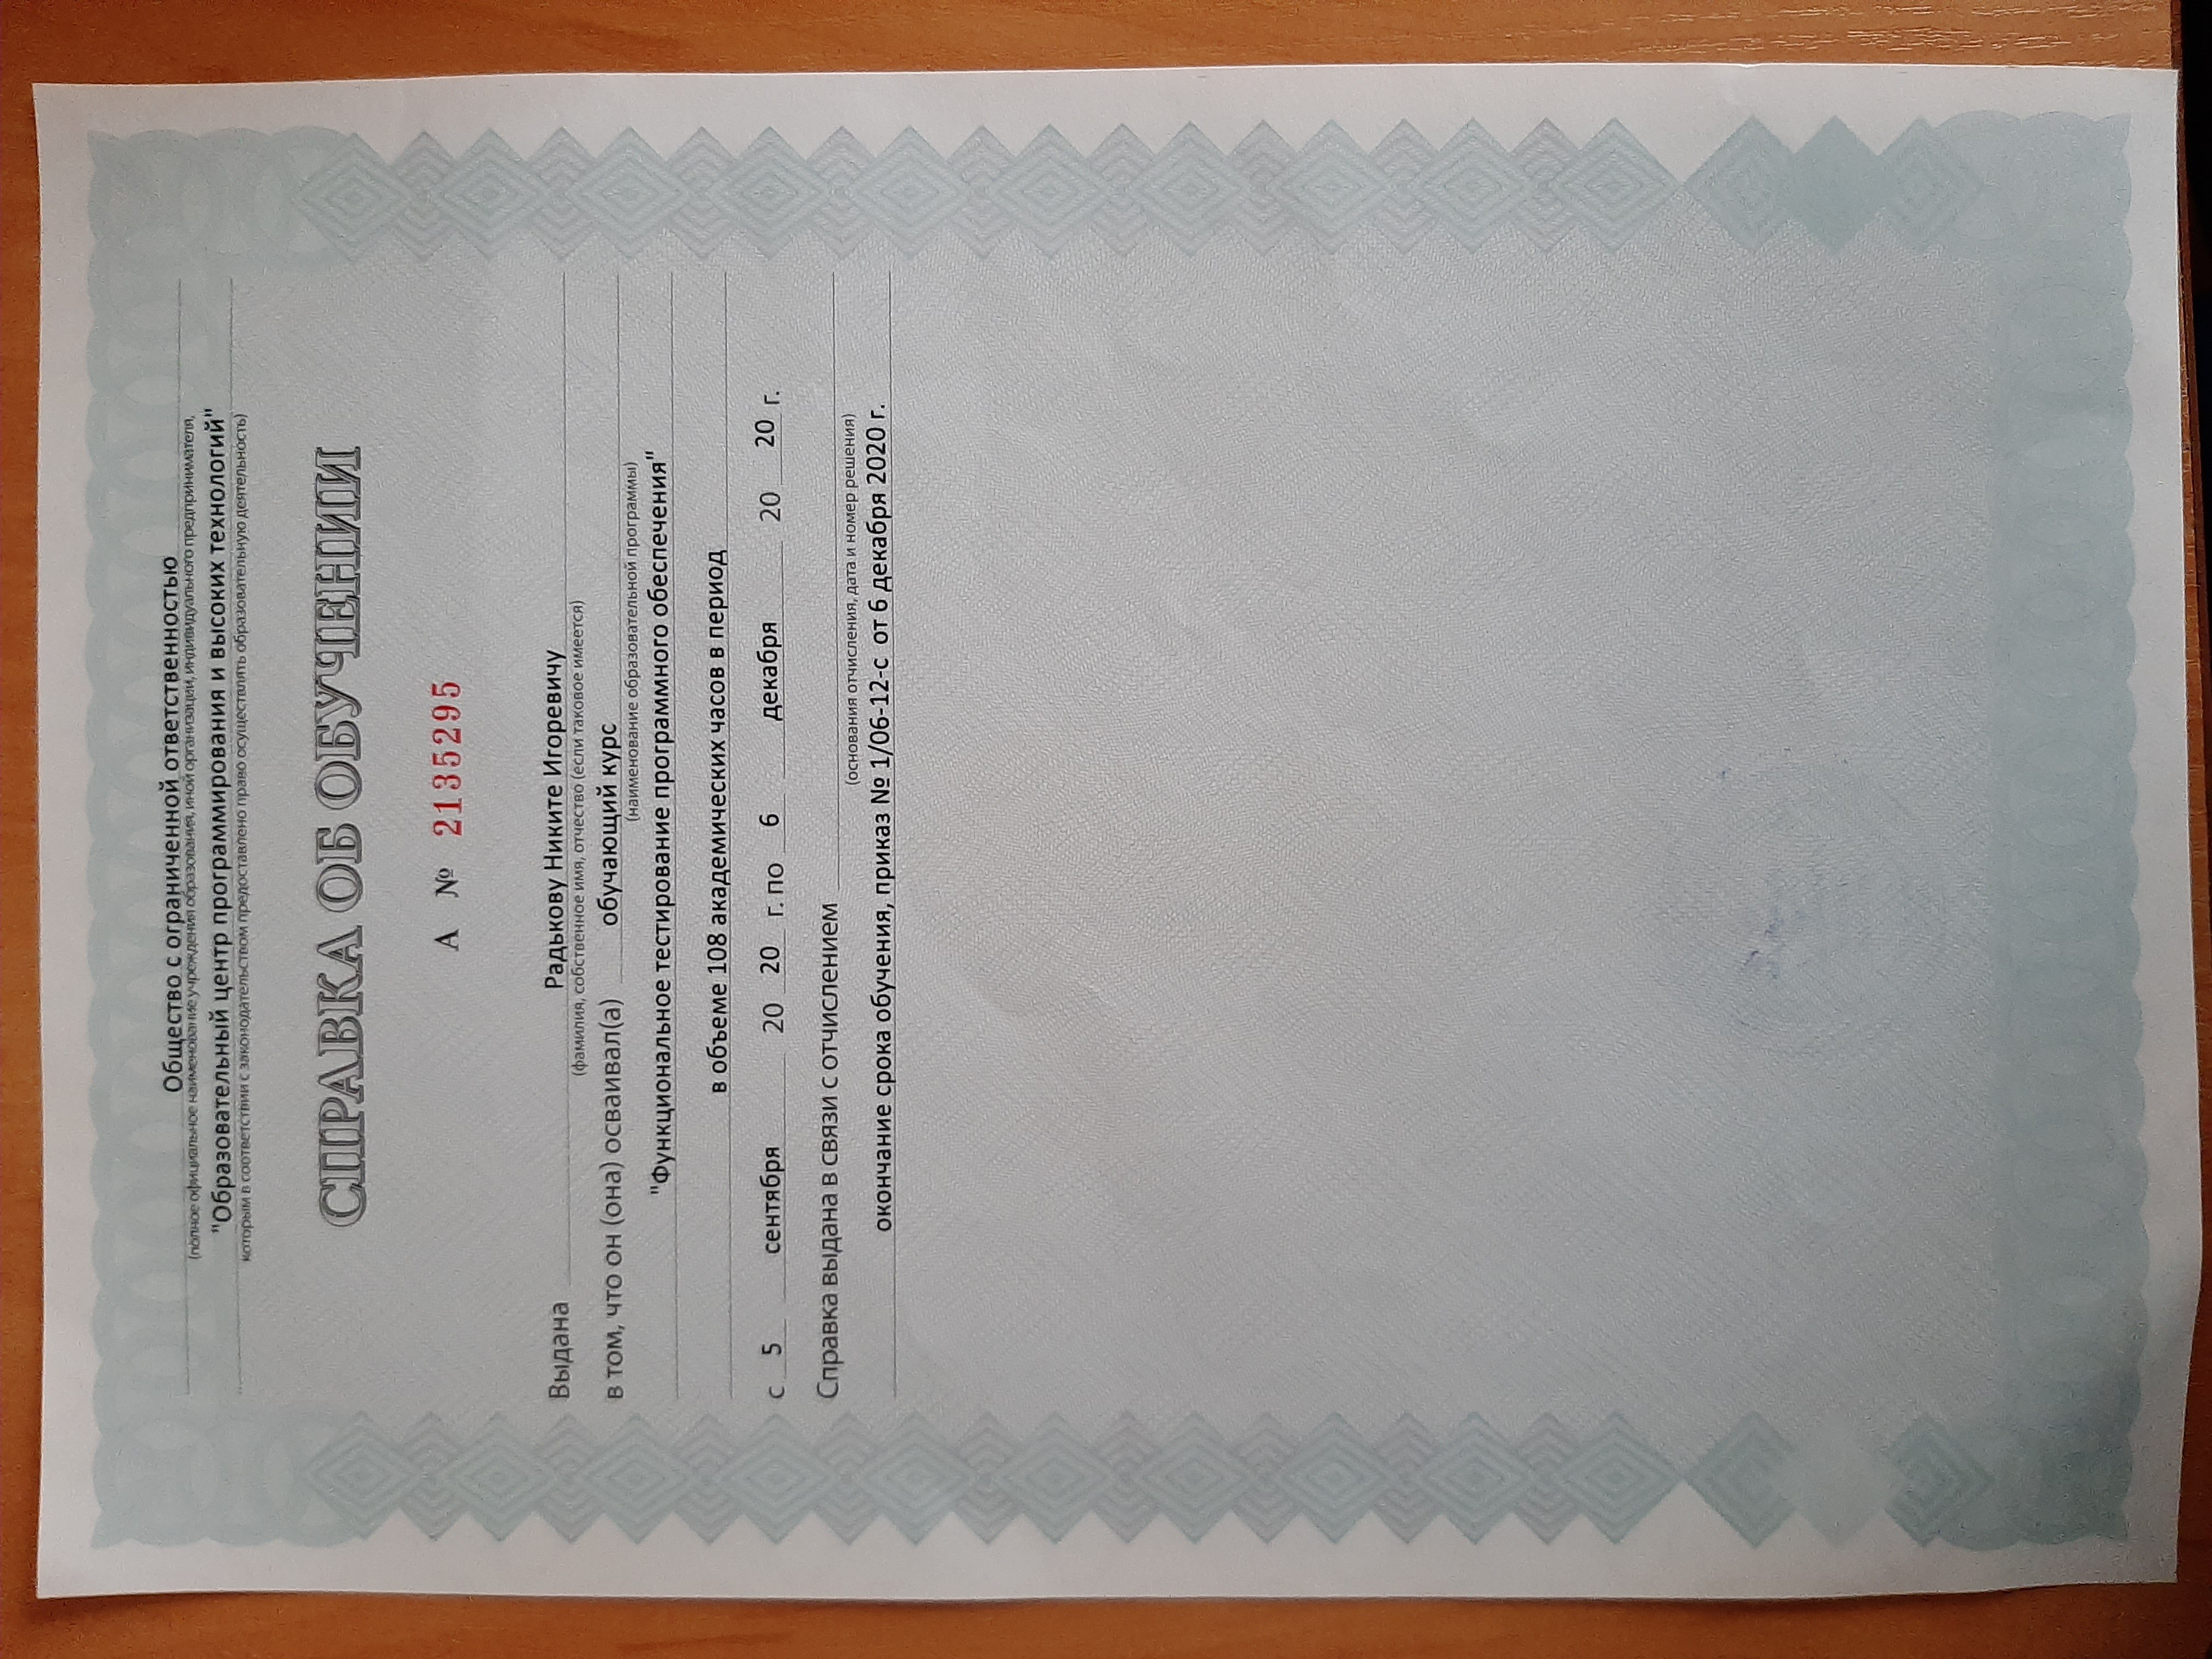 Общество с ограниченной ответственностью
(полное официальное наименование учреждения образования, иной организации, индивидуального предпринимателя,
"Образовательный центр программирования и высоких технологий"
которым в соответствии с законодательством предоставлено право осуществлять образовательную деятельность)
СПРАВКА ОБ ОБУЧЕНИИ
А № 2135295
Выдана Радькову Никите Игоревичу
(фамилия, собственное имя, отчество (если таковое имеется)
в том, что он (она) осваивал(а) обучающий курс
(наименование образовательной программы)
"Функциональное тестирование программного обеспечения"
в объеме 108 академических часов в период
с 5 сентября 20 20 г. по 6 декабря 20 20 г.
Справка выдана в связи с отчислением
(основания отчисления, дата и номер решения)
окончание срока обучения, приказ № 1/06-12-с от 6 декабря 2020 г.